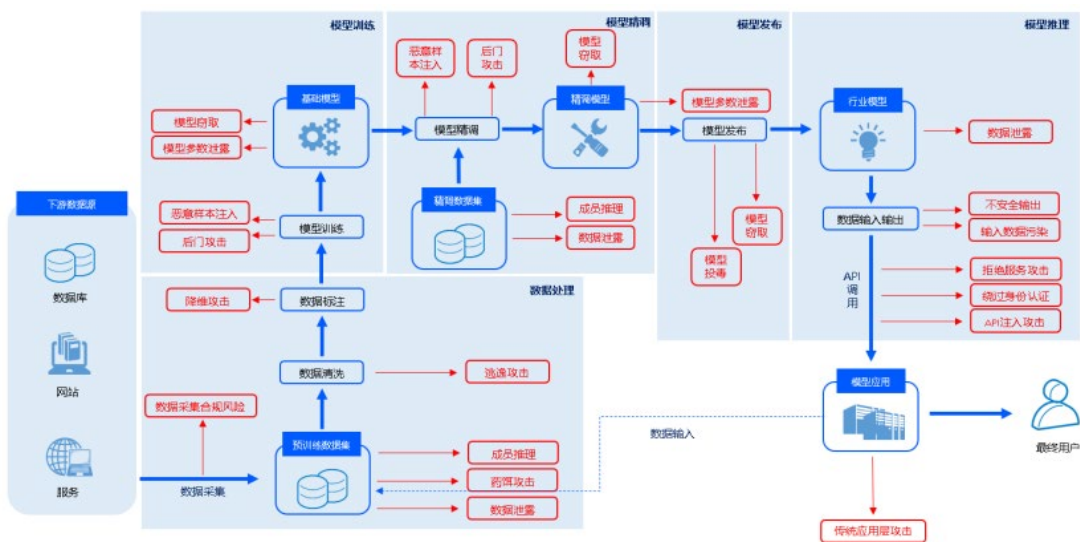 模型训练
模型精调
模型发布
模型推理
恶意样
本注入
后门
攻击
模型
窃取
基础模型
精简模型
行业模型
模型窃取
模型参数泄露
模型精调
模型参数泄露
模型发布
数据泄露
下游数据源
数据库
网站
服务
恶意样本注入
后门攻击
模型训练
精简数据集
成员推理
数据泄露
模型
窃取
模型
投毒
数据输入输出
不安全输出
输入数据污染
API
调
用
拒绝服务攻击
绕过身份认证
API注入攻击
数据处理
降维攻击
数据标注
数据清洗
逃逸攻击
数据采集合规风险
预训练数据集
成员推理
药饵攻击
数据泄露
数据采集
数据输入
模型应用
最终用户
传统应用层攻击